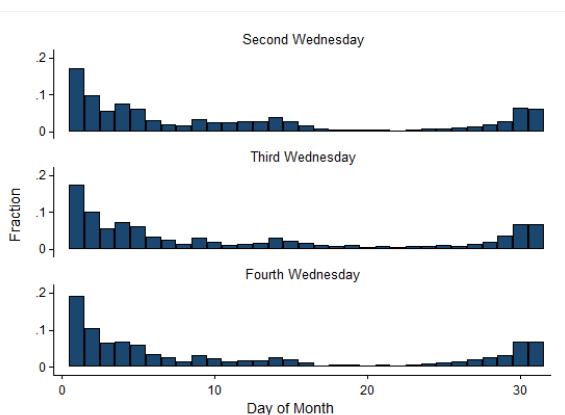 Second Wednesday
.2
.1
0
Third Wednesday
.2
.1
0
Fraction
Fourth Wednesday
.2
.1
0
0 10 20 30
Day of Month